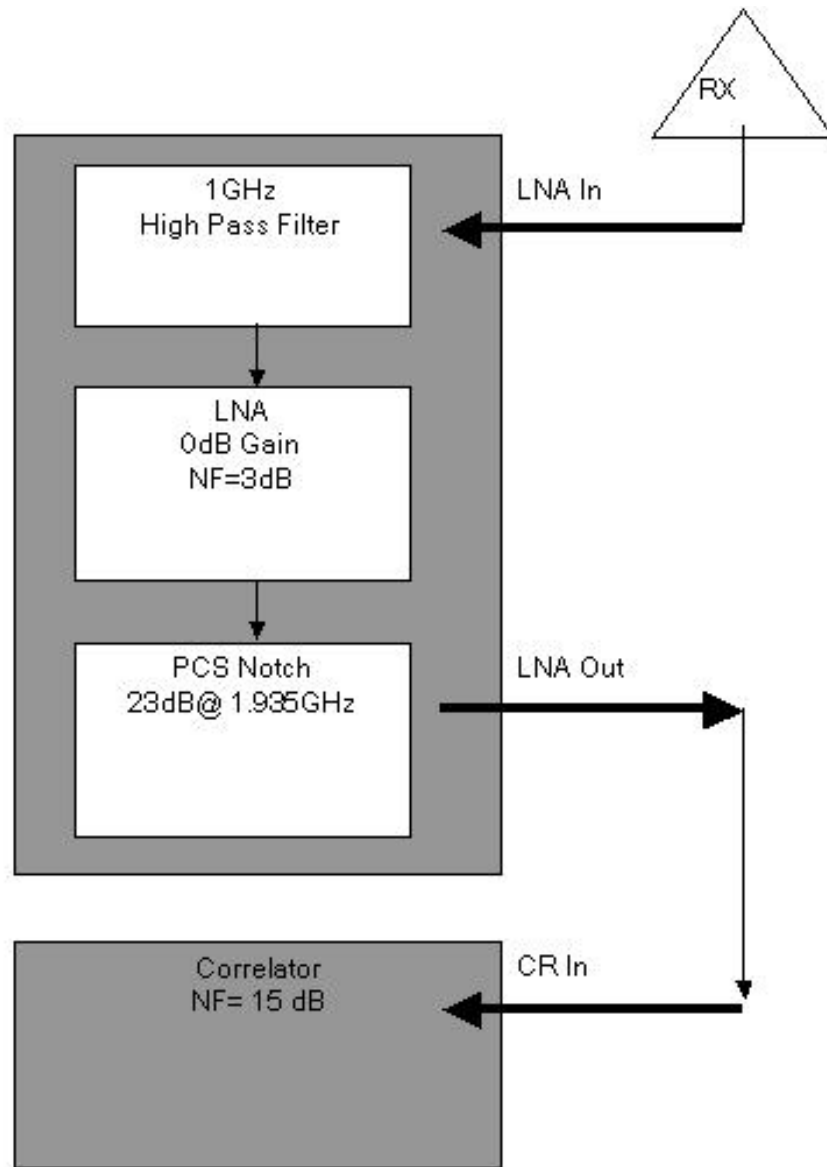 RX
1GHz
High Pass Filter
LNA In
LNA
0dB Gain
NF=3dB
PCS Notch
23dB@ 1.935GHz
LNA Out
Correlator
NF= 15 dB
CR In